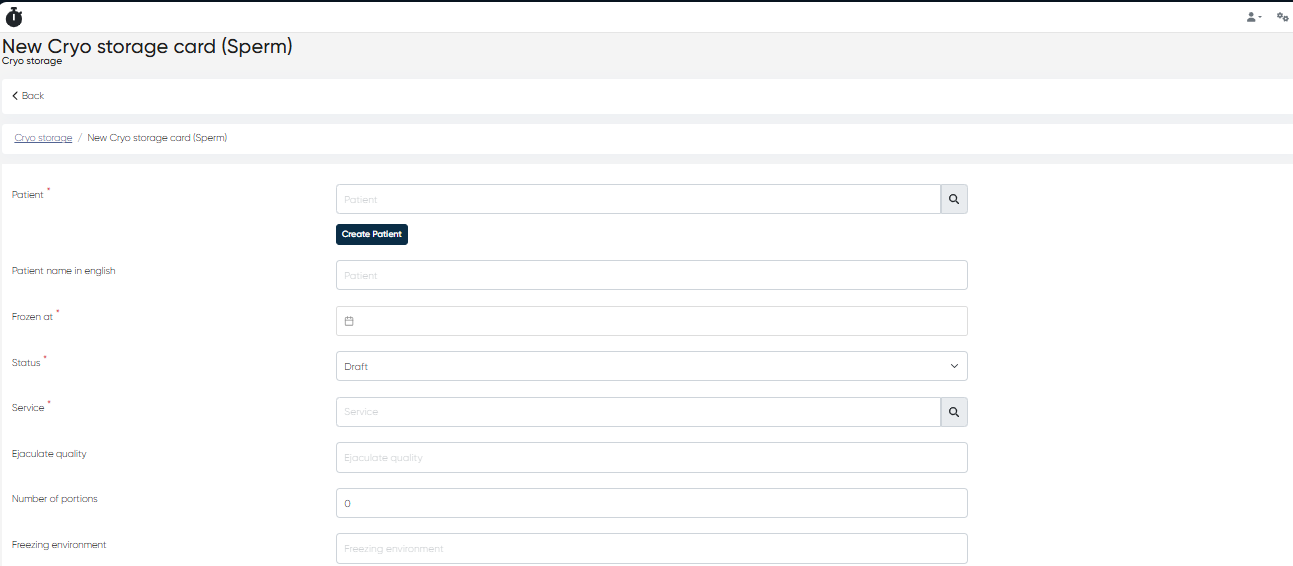 New Cryo storage card (Sperm)
Cryo storage
Back
Cryo storage / New Cryo storage card (Sperm)
Patient *
Patient
Create Patient
Patient name in english
Patient
Frozen at *
Status *
Draft
Service *
Service
Ejaculate quality
Ejaculate quality
Number of portions
0
Freezing environment
Freezing environment